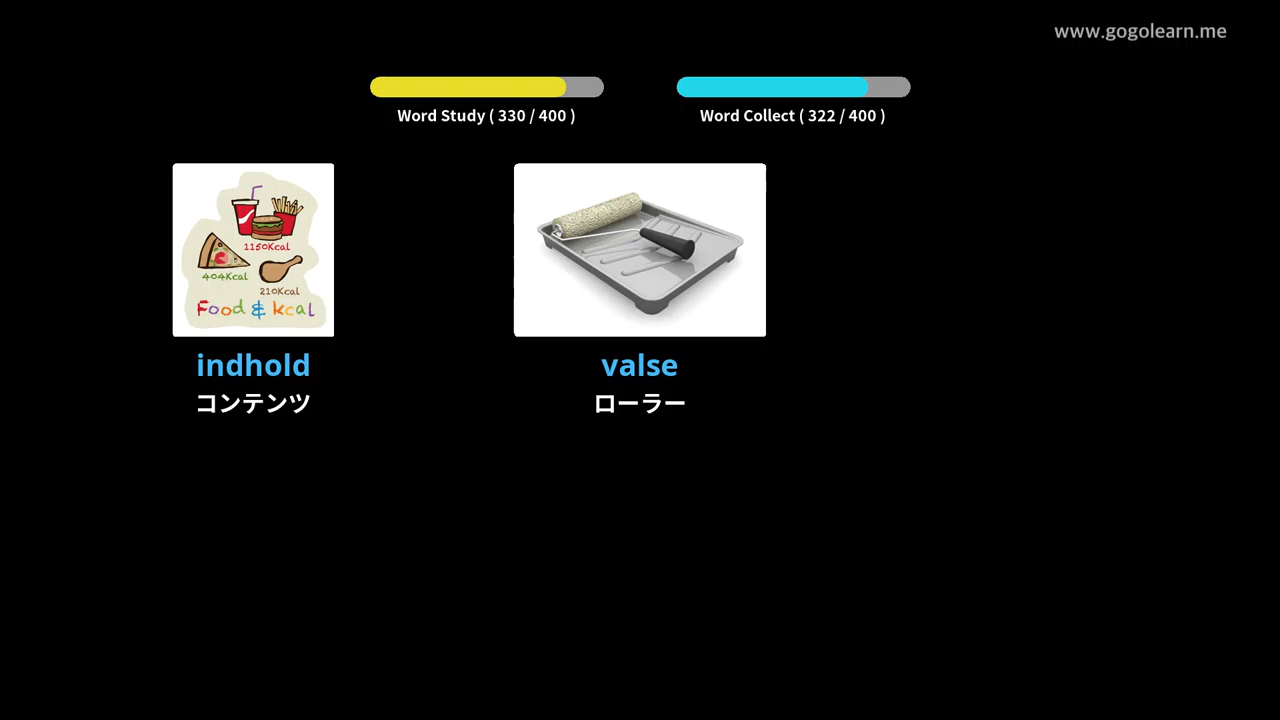 www.gogolearn.me
Word Study ( 330 / 400 )
Word Collect ( 322 / 400 )
1150Kcal
404Kcal
210Kcal
Food & kcal
indhold
コンテンツ
valse
ローラー